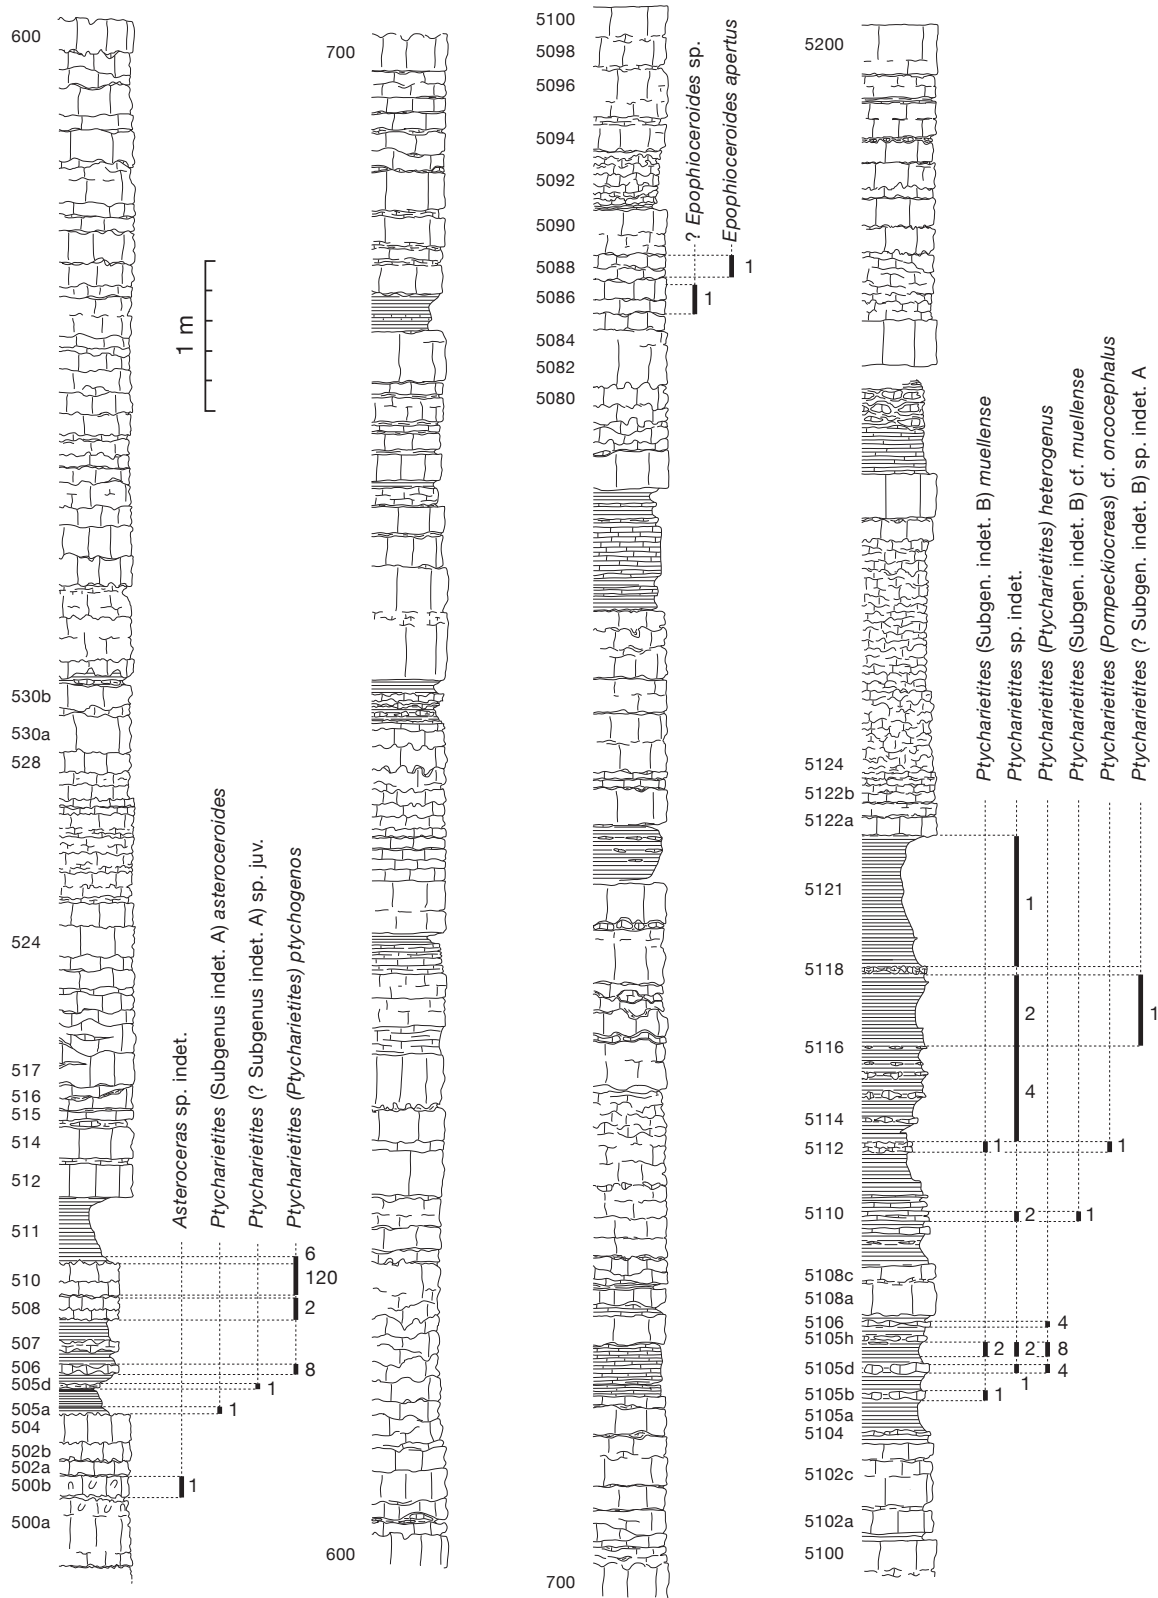 600
530b
530a
528
524
517
516
515
514
512
511
510
508
507
506
505d
505a
504
502b
502a
500b
500a
Asteroceras sp. indet.
Ptycharietites (Subgenus indet. A) asteroceroides
Ptycharietites (? Subgenus indet. A) sp. juv.
Ptycharietites (Ptycharietites) ptychogenos
6
120
2
8
1
1
1
1 m
700
600
5100
5098
5096
5094
5092
5090
5088
5086
5084
5082
5080
700
? Epophioceroides sp.
Epophioceroides apertus
1
1
5200
5124
5122b
5122a
5121
5118
5116
5114
5112
5110
5108c
5108a
5106
5105h
5105d
5105b
5105a
5104
5102c
5102a
5100
Ptycharietites (Subgen. indet. B) muellense
Ptycharietites sp. indet.
Ptycharietites (Ptycharietites) heterogenus
Ptycharietites (Subgen. indet. B) cf. muellense
Ptycharietites (Pompeckiocreas) cf. oncocephalus
Ptycharietites (? Subgen. indet. B) sp. indet. A
1
2
1
4
1
1
2
1
4
2
2
8
4
1
1